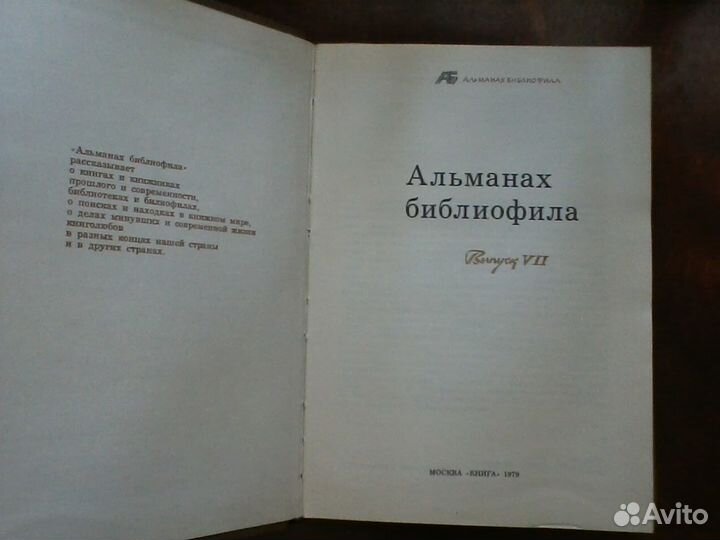 «Альманах библиофила»
рассказывает
о книгах и книжниках
прошлого и современности,
библиотеках и библиофилах,
о поисках и находках в книжном мире,
о делах минувших и современной жизни
книголюбов
в разных концах нашей страны
и в других странах.
АБ АЛЬМАНАХ БИБЛИОФИЛА
Альманах
библиофила
Выпуск VII
МОСКВА «КНИГА» 1979
Avito